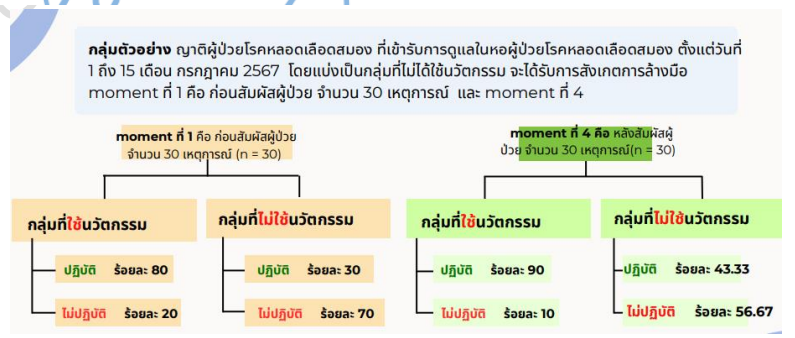 กลุ่มตัวอย่าง ญาติผู้ป่วยโรคหลอดเลือดสมอง ที่เข้ารับการดูแลในหอผู้ป่วยโรคหลอดเลือดสมอง ตั้งแต่วันที่
1 ถึง 15 เดือน กรกฎาคม 2567 โดยแบ่งเป็นกลุ่มที่ไม่ได้ใช้นวัตกรรม จะได้รับการสังเกตการล้างมือ
moment ที่ 1 คือ ก่อนสัมผัสผู้ป่วย จำนวน 30 เหตุการณ์ และ moment ที่ 4
moment ที่ 1 คือ ก่อนสัมผัสผู้ป่วย
จำนวน 30 เหตุการณ์ (n = 30)
moment ที่ 4 คือ หลังสัมผัสผู้
ป่วย จำนวน 30 เหตุการณ์(n = 30)
กลุ่มที่ใช้นวัตกรรม
ปฏิบัติ ร้อยละ 80
ไม่ปฏิบัติ ร้อยละ 20
กลุ่มที่ไม่ใช้นวัตกรรม
ปฏิบัติ ร้อยละ 30
ไม่ปฏิบัติ ร้อยละ 70
กลุ่มที่ใช้นวัตกรรม
ปฏิบัติ ร้อยละ 90
ไม่ปฏิบัติ ร้อยละ 10
กลุ่มที่ไม่ใช้นวัตกรรม
ปฏิบัติ ร้อยละ 43.33
ไม่ปฏิบัติ ร้อยละ 56.67